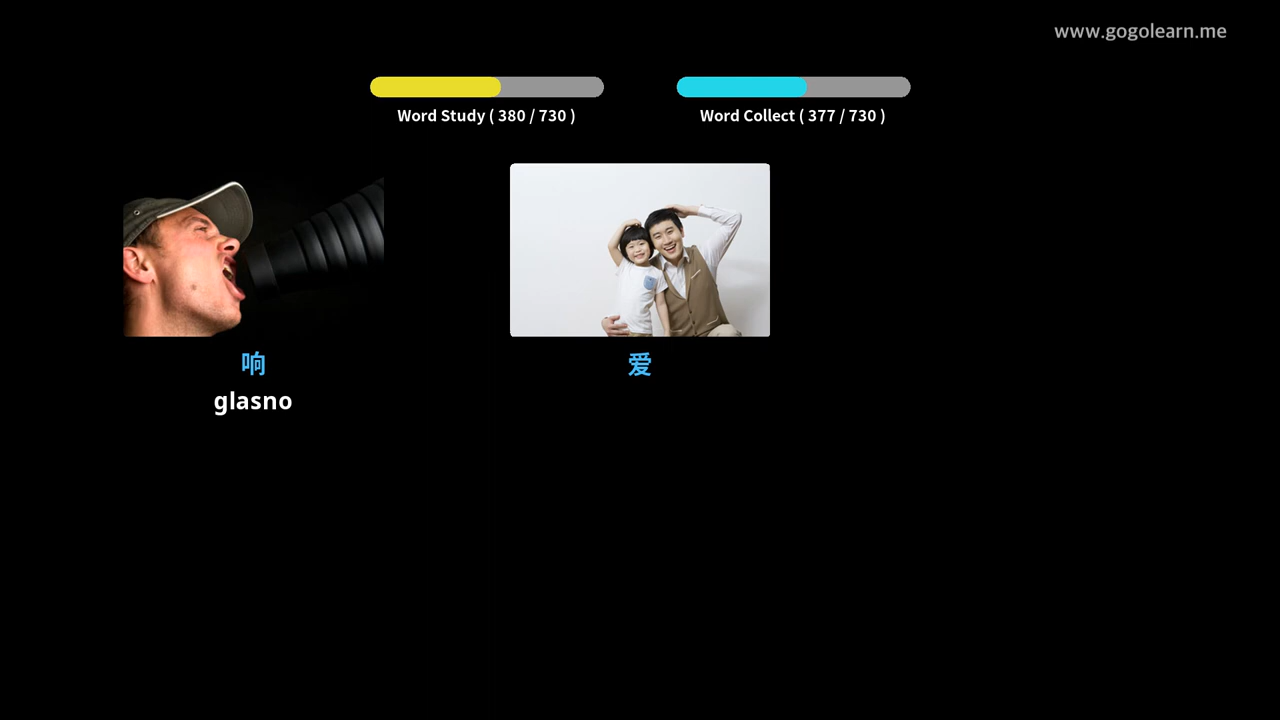 www.gogolearn.me
Word Study ( 380 / 730 )
Word Collect ( 377 / 730 )
响
爱
glasno